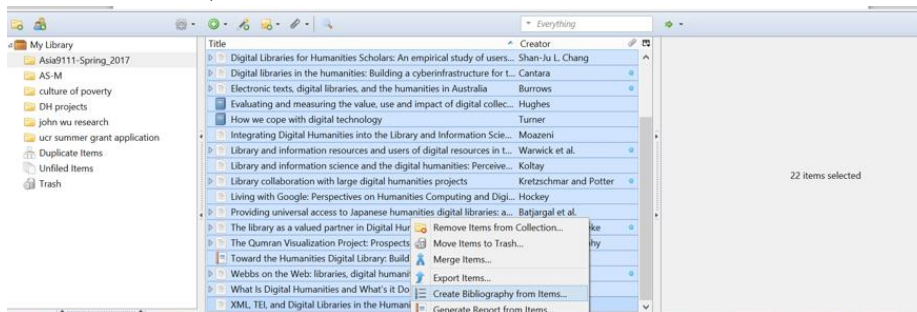 Everything
My Library
Asia9111-Spring_2017
AS-M
culture of poverty
DH projects
john wu research
ucr summer grant application
Duplicate Items
Unfiled Items
Trash
Title Creator
Digital Libraries for Humanities Scholars: An empirical study of users... Shan-Ju L. Chang
Digital libraries in the humanities: Building a cyberinfrastructure for t... Cantara
Electronic texts, digital libraries, and the humanities in Australia Burrows
Evaluating and measuring the value, use and impact of digital collec... Hughes
How we cope with digital technology Turner
Integrating Digital Humanities into the Library and Information Scie... Moazeni
Library and information resources and users of digital resources in t... Warwick et al.
Library and information science and the digital humanities: Perceive... Koltay
Library collaboration with large digital humanities projects Kretzschmar and Potter
Living with Google: Perspectives on Humanities Computing and Digi... Hockey
Providing universal access to Japanese humanities digital libraries: a... Batjargal et al.
The library as a valued partner in Digital Hur
The Qumran Visualization Project: Prospects
Toward the Humanities Digital Library: Build
Webbs on the Web: libraries, digital humanit
What Is Digital Humanities and What's it Do
XML, TEI, and Digital Libraries in the Humani
Remove Items from Collection...
Move Items to Trash...
Merge Items...
Export Items...
Create Bibliography from Items...
Generate Report from Items...
22 items selected